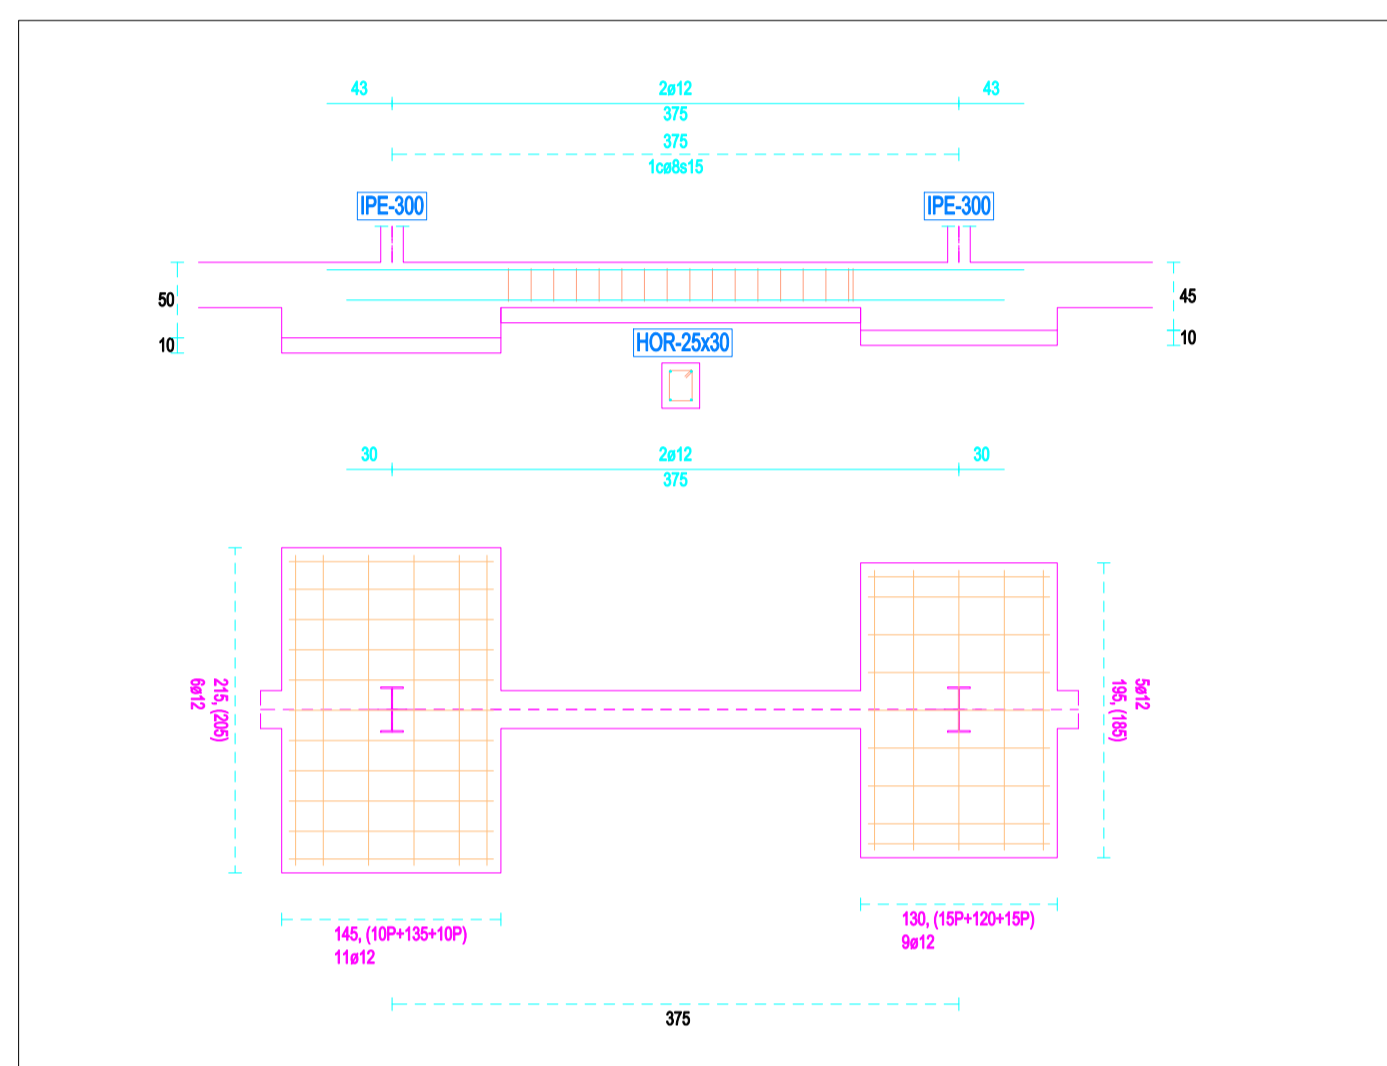 43
2ø12
43
375
375
1cø8s15
IPE-300
IPE-300
50
45
10
10
HOR-25x30
30
2ø12
30
375
215, (205)
6ø12
5ø12
195, (185)
145, (10P+135+10P)
11ø12
130, (15P+120+15P)
9ø12
375